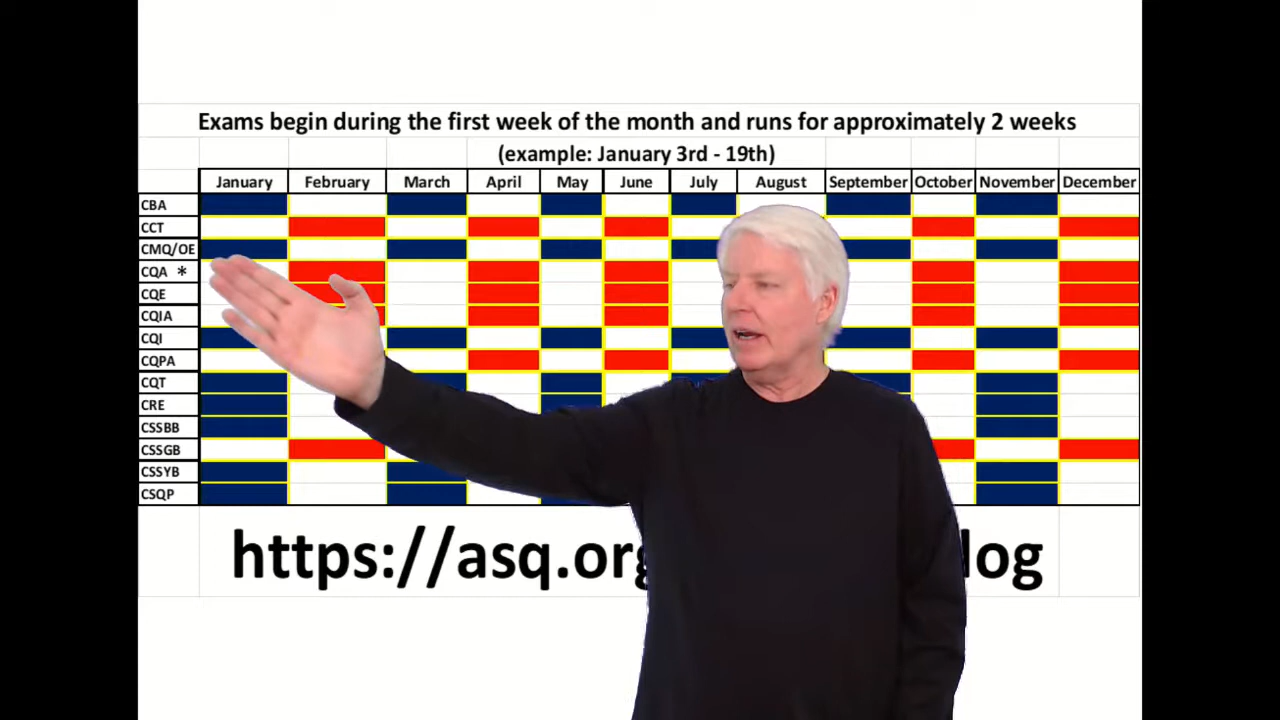 Exams begin during the first week of the month and runs for approximately 2 weeks
(example: January 3rd - 19th)
January February March April May June July August September October November December
CBA
CCT
CMQ/OE
CQA *
CQE
CQIA
CQI
CQPA
CQT
CRE
CSSBB
CSSGB
CSSYB
CSQP
https://asq.org log